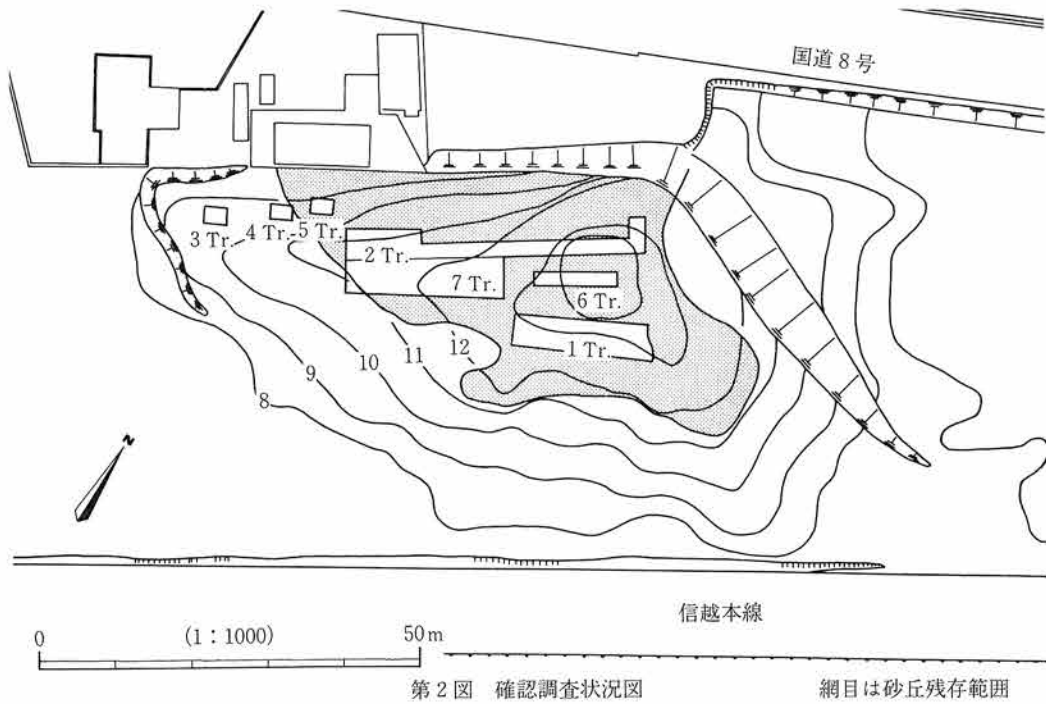 国道8号
3 Tr.
4 Tr.
5 Tr.
2 Tr.
7 Tr.
6 Tr.
1 Tr.
12
11
10
9
8
N
信越本線
0 (1:1000) 50m
第2図 確認調査状況図 網目は砂丘残存範囲